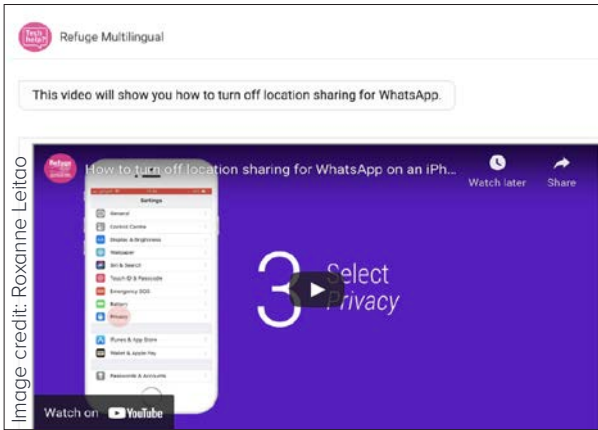 Tech help?
Refuge Multilingual
This video will show you how to turn off location sharing for WhatsApp.
Image credit: Roxanne Leitao
Refuge
How to turn off location sharing for WhatsApp on an iPh...
Watch later
Share
Settings
General
Control Centre
Display & Brightness
Wallpaper
Siri & Search
Touch ID & Passcode
Emergency SOS
Battery
Privacy
iTunes & App Store
Wallet & Apple Pay
Passwords & Accounts
3 Select
Privacy
Watch on YouTube